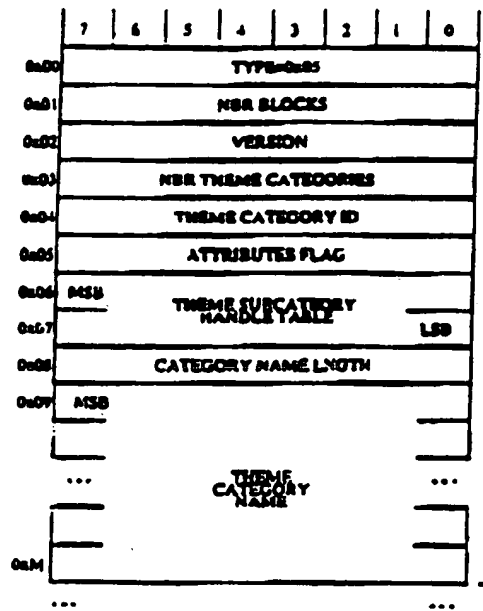 7 6 5 4 3 2 1 0
0x00 TYPE=0x05
0x01 NBR BLOCKS
0x02 VERSION
0x03 NBR THEME CATEGORIES
0x04 THEME CATEGORY ID
0x05 ATTRIBUTES FLAG
0x06 MSB
THEME SUBCATEGORY
HANDLE TABLE
0x07 LSB
0x08 CATEGORY NAME LNGTH
0x09 MSB
... THEME ...
CATEGORY
NAME
0xM
... ...